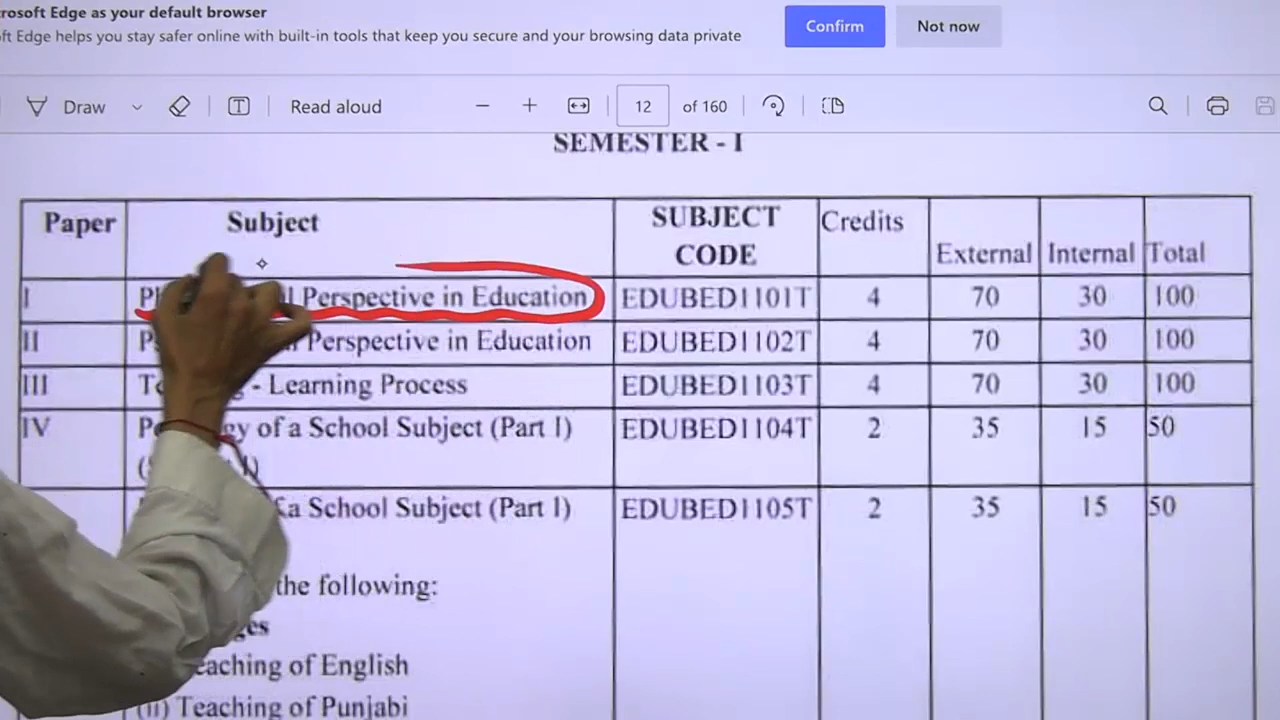 rosoft Edge as your default browser
ft Edge helps you stay safer online with built-in tools that keep you secure and your browsing data private
Confirm
Not now
Draw
T
Read aloud
12 of 160
SEMESTER - I
Paper Subject SUBJECT CODE Credits External Internal Total
I Perspective in Education EDUBED1101T 4 70 30 100
II Perspective in Education EDUBED1102T 4 70 30 100
III - Learning Process EDUBED1103T 4 70 30 100
IV of a School Subject (Part I) EDUBED1104T 2 35 15 50
a School Subject (Part I) EDUBED1105T 2 35 15 50
the following:
eaching of English
(ii) Teaching of Punjabi